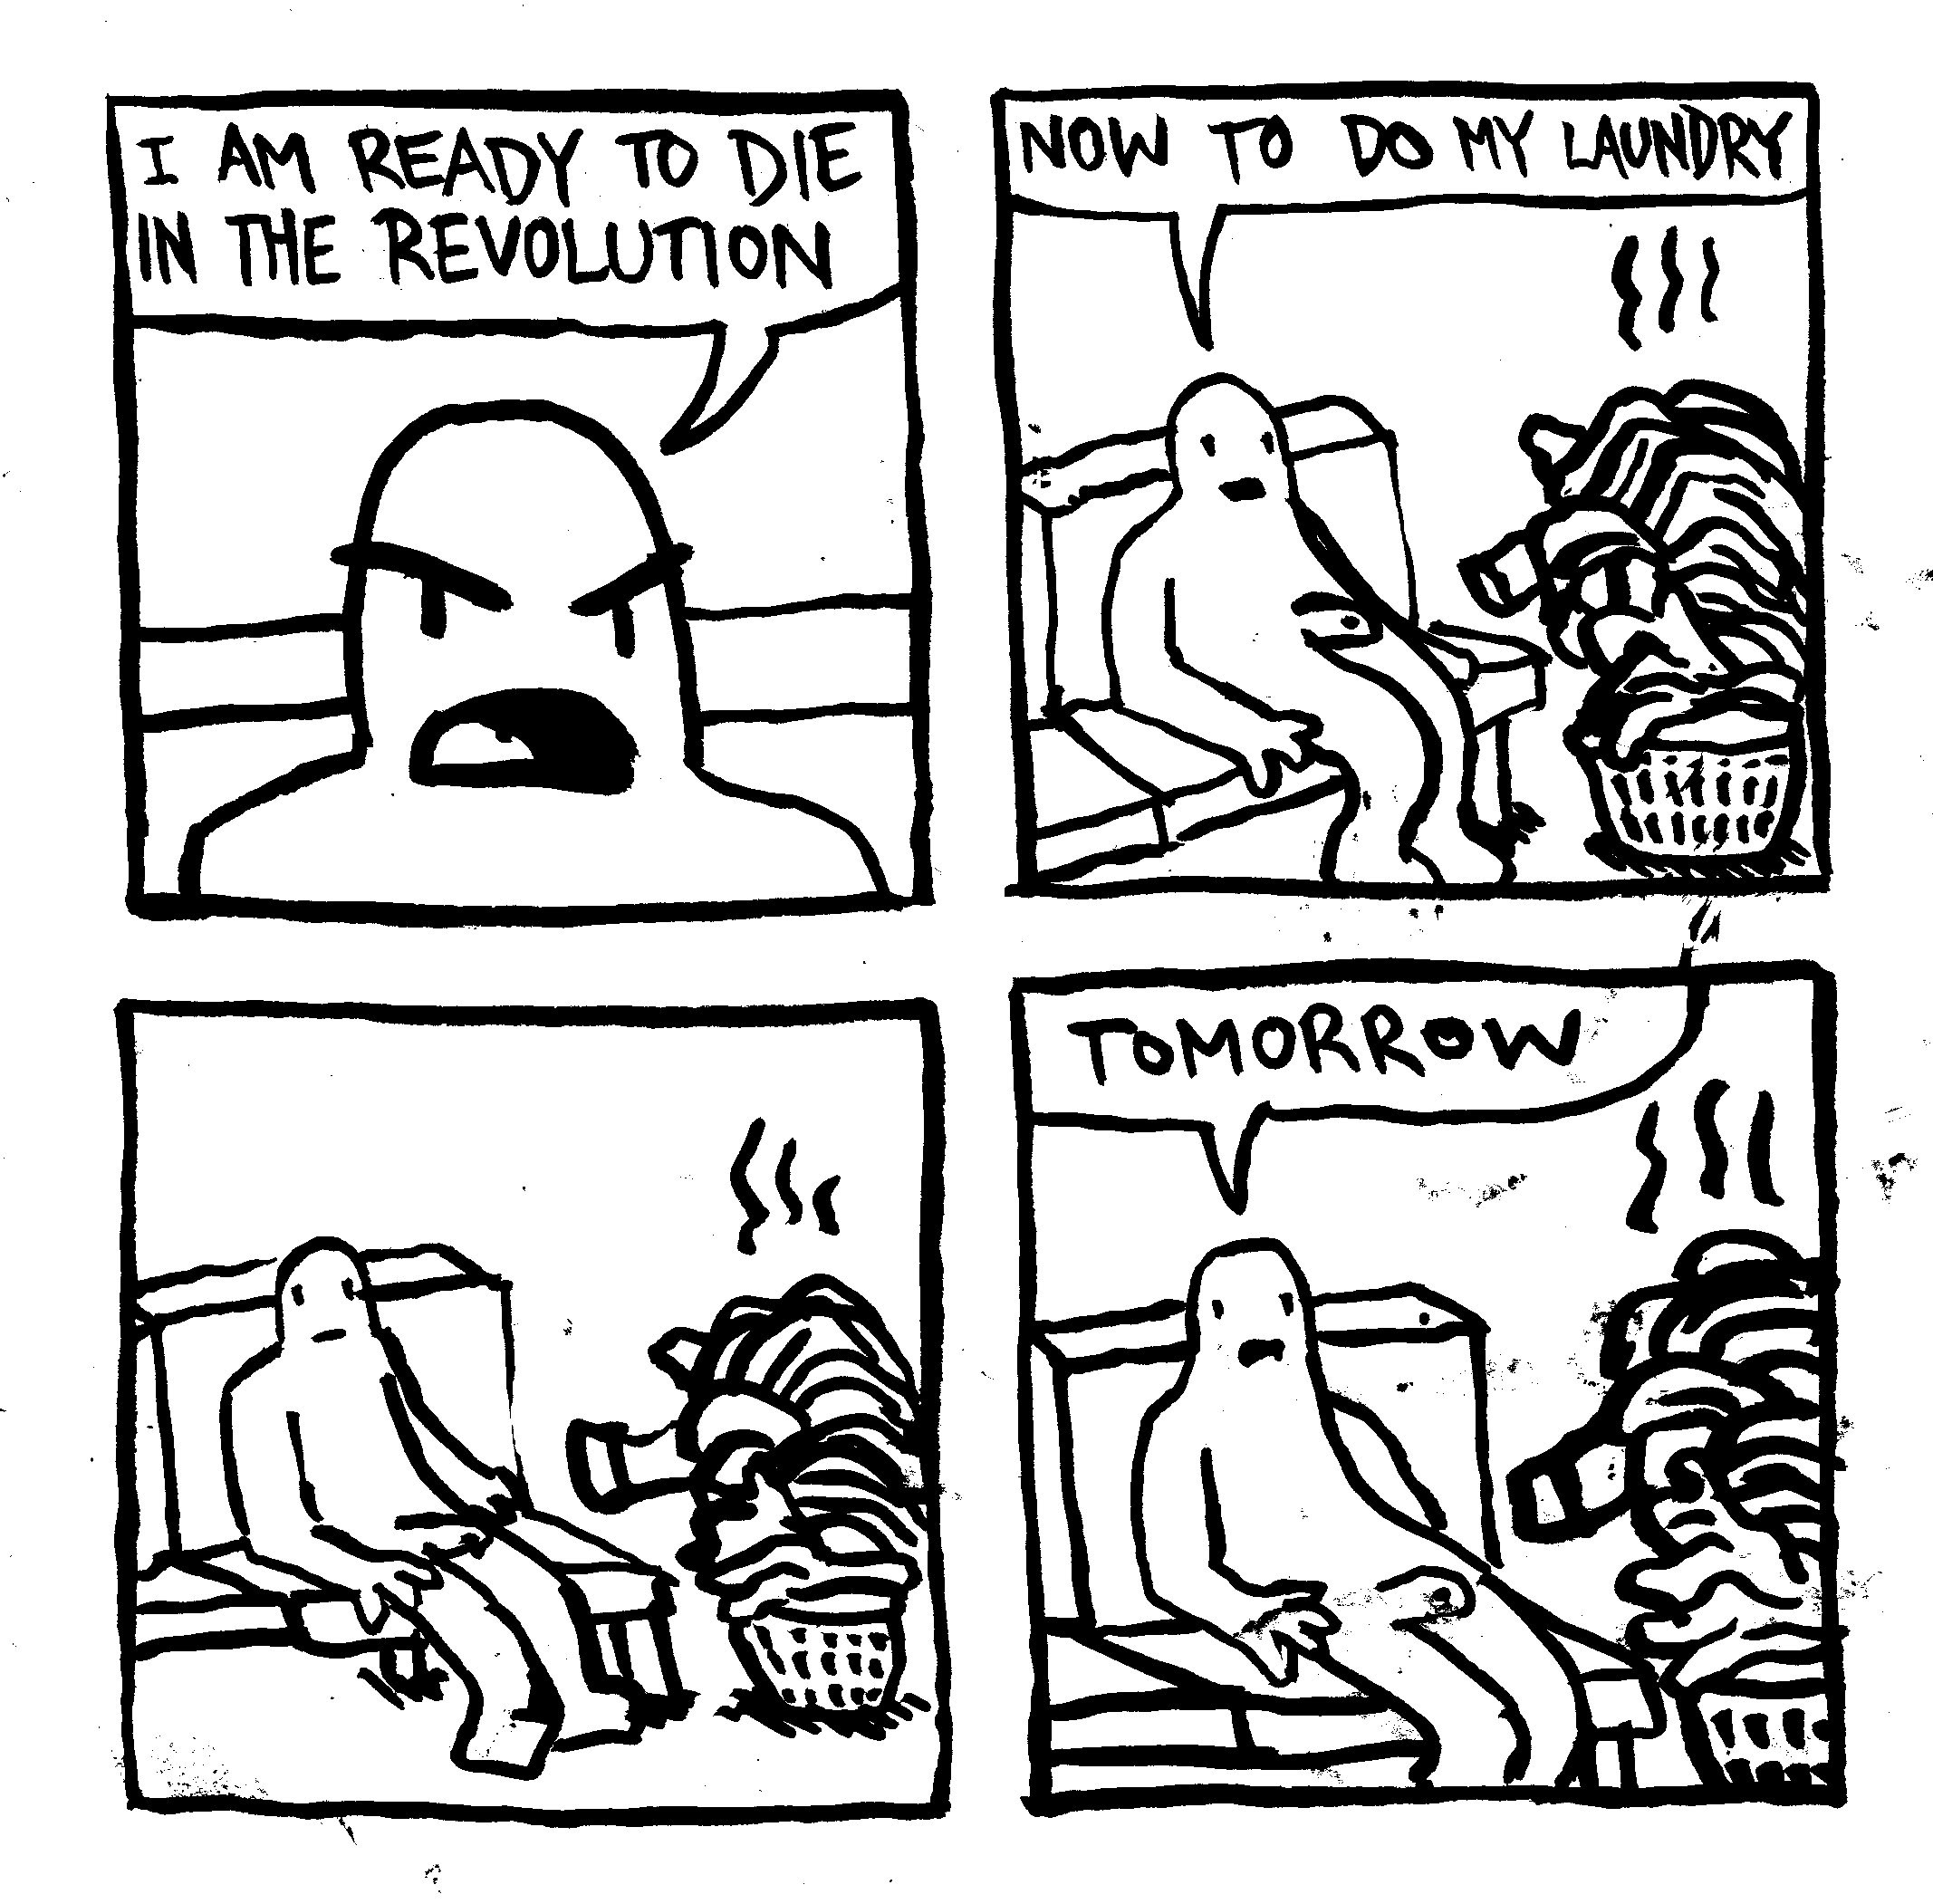 I AM READY TO DIE
IN THE REVOLUTION
NOW TO DO MY LAUNDRY
TOMORROW